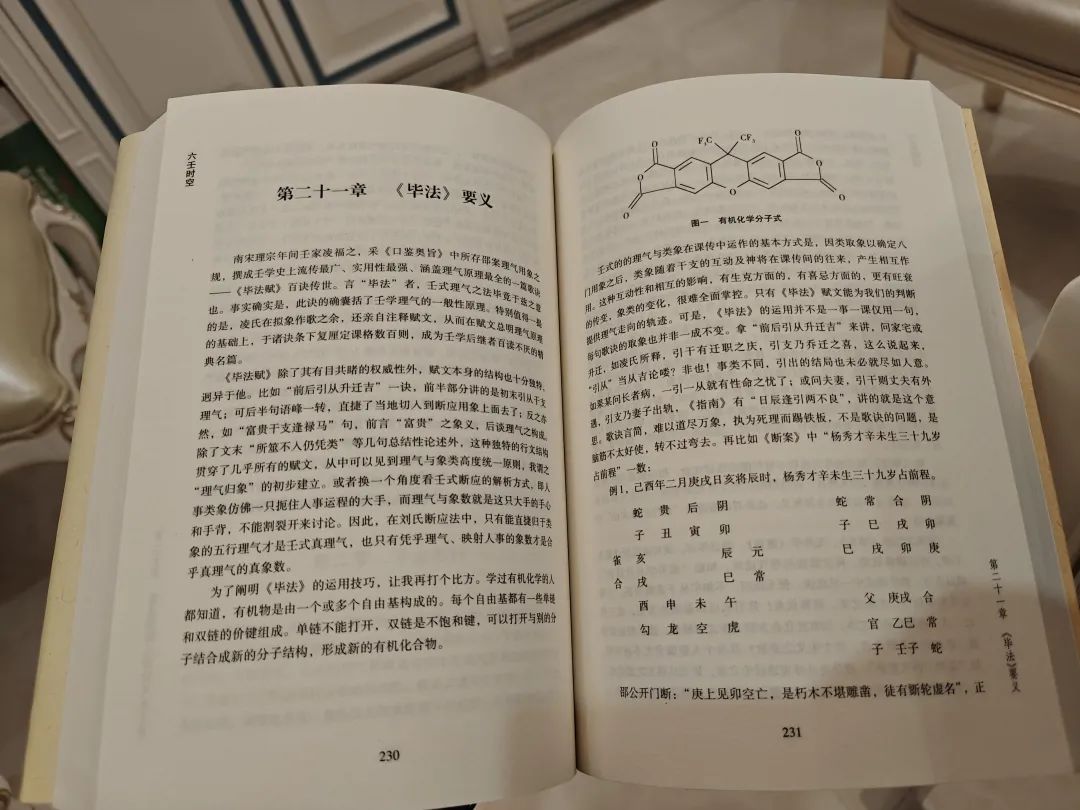 六壬时空
第二十一章 《毕法》要义
南宋理宗年间壬家凌福之，采《口鉴奥旨》中所存邵案理气用象之
规，撰成壬学史上流传最广、实用性最强、涵盖理气原理最全的一篇歌诀
——《毕法赋》百诀传世。言“毕法”者，壬式理气之法毕竟于兹之意
也。事实确实是，此诀的确囊括了壬学理气的一般性原理。特别值得一提
的是，凌氏在拟象作歌之余，还亲自注释赋文，从而在赋文总明理气原理
的基础上，于诸诀条下复厘定课格数百则，成为壬学后继者百读不厌的精
典名篇。
《毕法赋》除了其有目共睹的权威性外，赋文本身的结构也十分独特，
迥异于他。比如“前后引从升迁吉”一诀，前半部分讲的是初末引从干支
理气；可后半句语峰一转，直捷了当地切入到断应用象上面去了；反之亦
然，如“富贵干支逢禄马”句，前言“富贵”之象义，后谈理气之构成。
除了文末“所筮不入仍凭类”等几句总结性论述外，这种独特的行文结构
贯穿了几乎所有的赋文，从中可以见到理气与象类高度统一原则，我谓之
“理气归象”的初步建立。或者换一个角度看壬式断应的解析方式，即人
事类象仿佛一只扼住人事运程的大手，而理气与象数就是这只大手的手心
和手背，不能割裂开来讨论。因此，在刘氏断应法中，只有能直捷归于类
象的五行理气才是壬式真理气，也只有凭乎理气、映射人事的象数才是合
乎真理气的真象数。
为了阐明《毕法》的运用技巧，让我再打个比方。学过有机化学的人
都知道，有机物是由一个或多个自由基构成的。每个自由基都有一些单链
和双链的价键组成。单链不能打开，双链是不饱和键，可以打开与别的分
子结合成新的分子结构，形成新的有机化合物。
230
F₃C CF₃
O O
O O O
O O
图一 有机化学分子式
壬式的的理气与类象在课传中运作的基本方式是，因类取象以确定八
门用象之后，类象随着干支的互动及神将在课传间的往来，产生相互作
用。这种互动性和相互的影响，有生克方面的，有喜忌方面的，更有旺衰
的传变，象类的变化，很难全面掌控。只有《毕法》赋文能为我们的判断
提供理气走向的轨迹。可是，《毕法》的运用并不是一事一课仅用一句，
每句歌诀的取象也并非一成不变。拿“前后引从升迁吉”来讲，问家宅或
升迁，如凌氏所释，引干有迁职之庆，引支乃乔迁之喜，这么说起来，
“引从”当从吉论喽？非也！事类不同，引出的结局也未必就尽如人意。
如果某问长者病，一引一从就有性命之忧了；或问夫妻，引干则丈夫有外
遇，引支乃妻子出轨，《指南》有“日辰逢引两不良”，讲的就是这个意
思。歌诀言简，难以道尽万象，执为死理而踢铁板，不是歌诀的问题，是
脑筋不太好使，转不过弯去。再比如《断案》中“杨秀才辛未生三十九岁
占前程”一数：
例1，己酉年二月庚戌日亥将辰时，杨秀才辛未生三十九岁占前程。
蛇 贵 后 阴 蛇 常 合 阴
子 丑 寅 卯 子 巳 戌 卯
雀 亥 辰 元 巳 戌 卯 庚
合 戌 巳 常
酉 申 未 午 父 庚戌 合
勾 龙 空 虎 官 乙巳 常
子 壬子 蛇
邵公开门断：“庚上见卯空亡，是朽木不堪雕凿，徒有斲轮虚名”，正
第二十一章 《毕法》要义
231